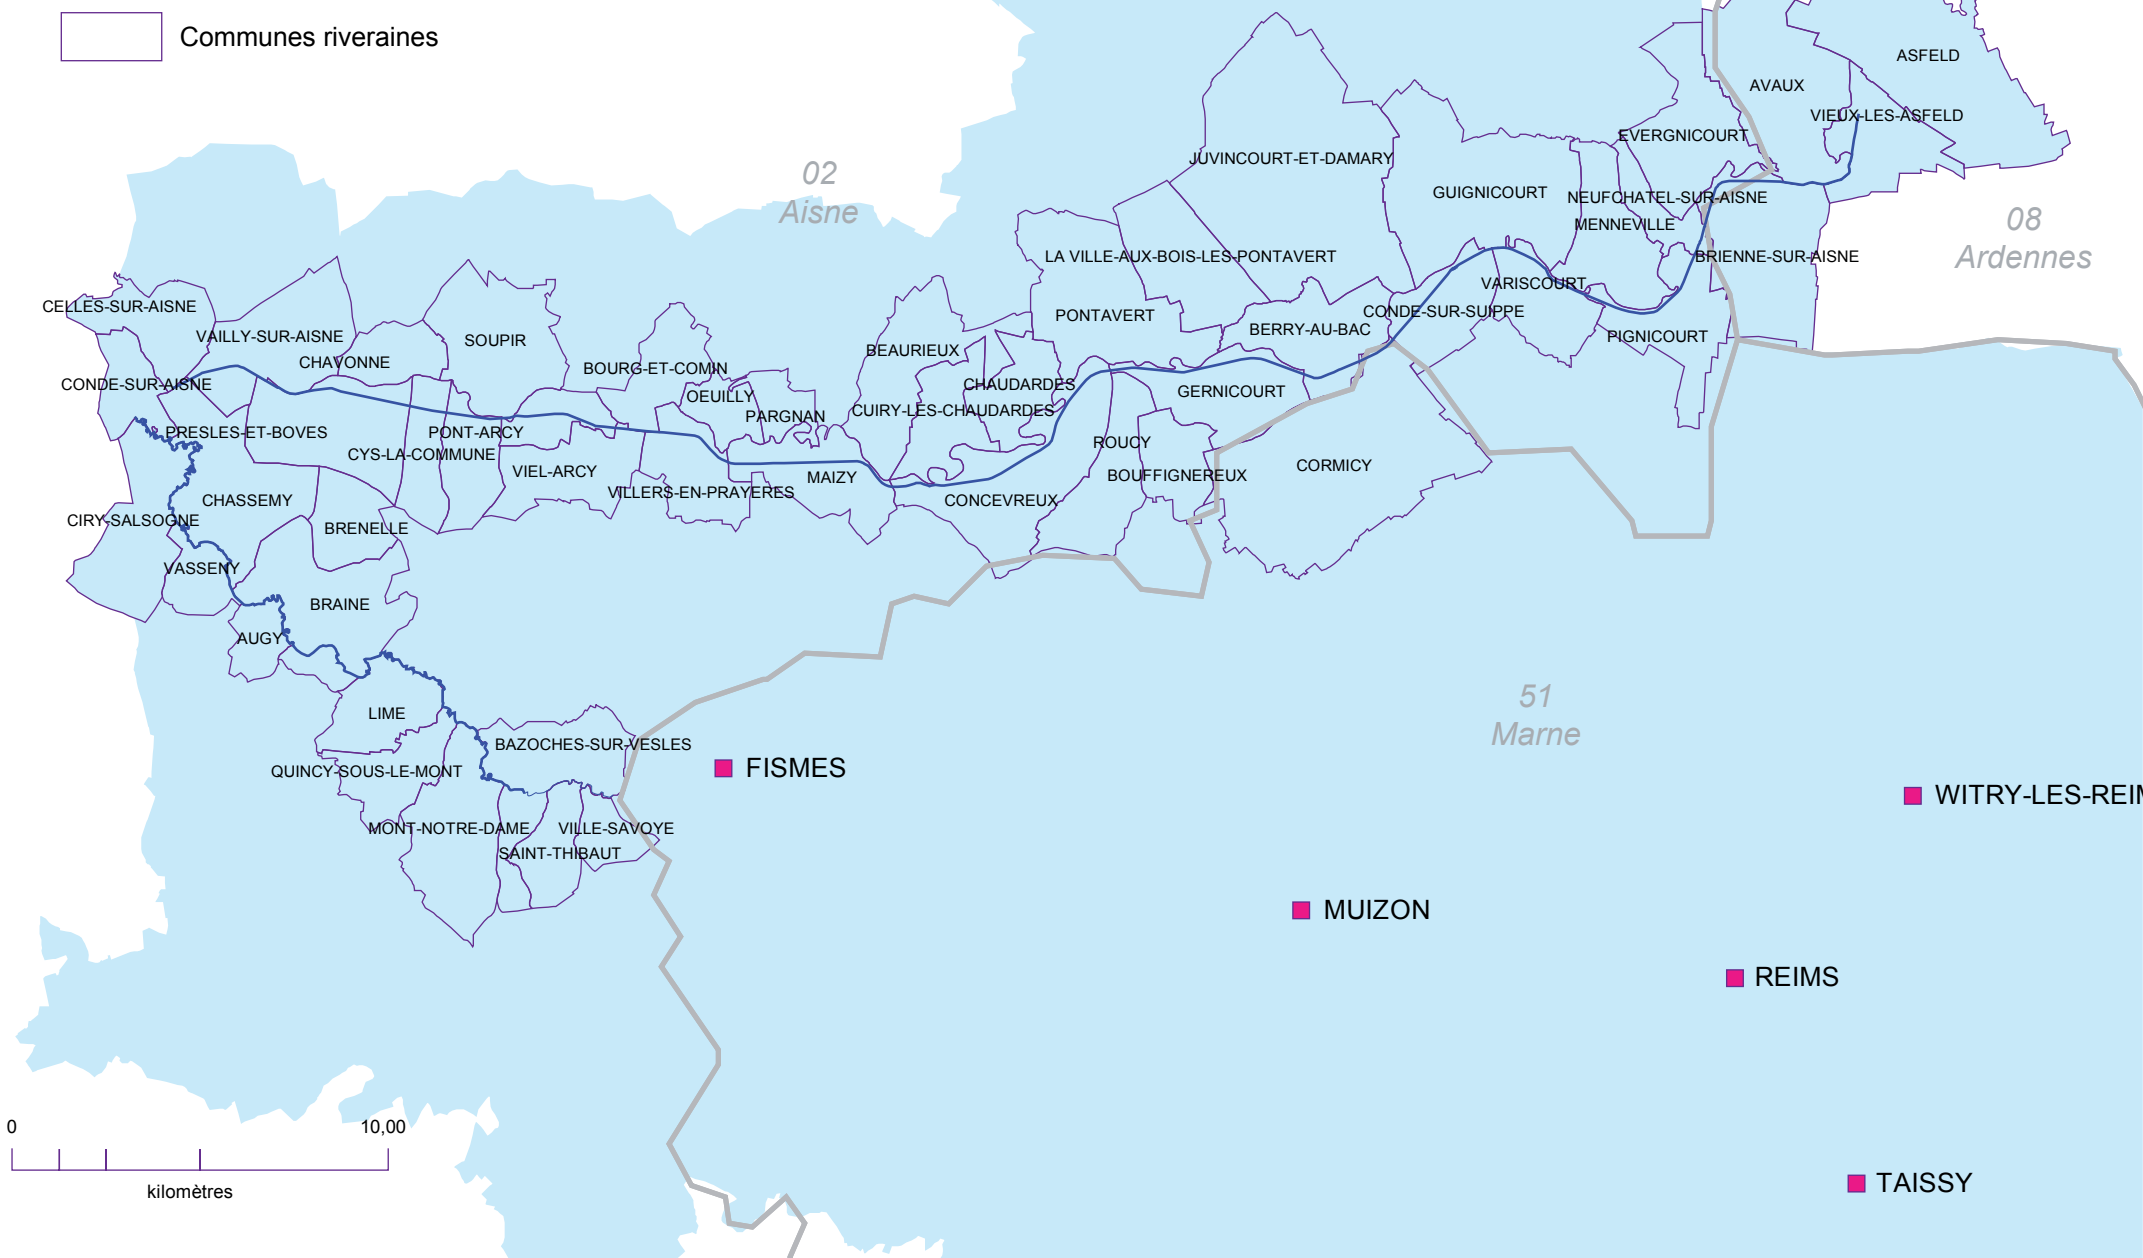 Communes riveraines
ASFELD
AVAUX
VIEUX-LES-ASFELD
EVERGNICOURT
02
Aisne
JUVINCOURT-ET-DAMARY
GUIGNICOURT
NEUFCHATEL-SUR-AISNE
MENNEVILLE
08
Ardennes
LA VILLE-AUX-BOIS-LES-PONTAVERT
BRIENNE-SUR-AISNE
VARISCOURT
CELLES-SUR-AISNE
CONDE-SUR-SUIPPE
PONTAVERT
BERRY-AU-BAC
VAILLY-SUR-AISNE
PIGNICOURT
SOUPIR
BEAURIEUX
CHAVONNE
BOURG-ET-COMIN
CONDE-SUR-AISNE
CHAUDARDES
GERNICOURT
OEUILLY
CUIRY-LES-CHAUDARDES
PARGNAN
PRESLES-ET-BOVES
PONT-ARCY
ROUCY
CYS-LA-COMMUNE
CORMICY
VIEL-ARCY
MAIZY
BOUFFIGNEREUX
VILLERS-EN-PRAYERES
CHASSEMY
CONCEVREUX
CIRY-SALSOGNE
BRENELLE
VASSENY
BRAINE
AUGY
51
Marne
LIME
BAZOCHES-SUR-VESLES
QUINCY-SOUS-LE-MONT
FISMES
WITRY-LES-REIM
MONT-NOTRE-DAME
VILLE-SAVOYE
SAINT-THIBAUT
MUIZON
REIMS
0
10,00
kilomètres
TAISSY